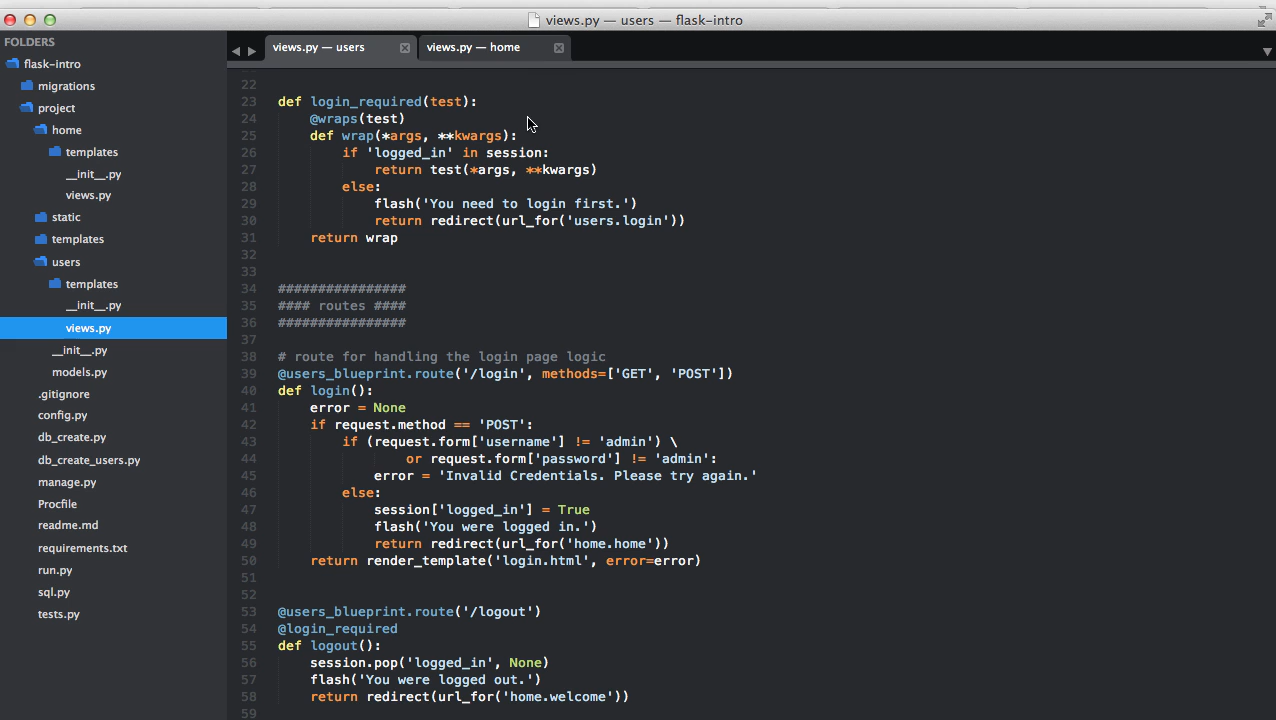 views.py — users — flask-intro
FOLDERS
flask-intro
migrations
project
home
templates
__init__.py
views.py
static
templates
users
templates
__init__.py
views.py
__init__.py
models.py
.gitignore
config.py
db_create.py
db_create_users.py
manage.py
Procfile
readme.md
requirements.txt
run.py
sql.py
tests.py
views.py — users
views.py — home
22
23 def login_required(test):
24     @wraps(test)
25     def wrap(*args, **kwargs):
26         if 'logged_in' in session:
27             return test(*args, **kwargs)
28         else:
29             flash('You need to login first.')
30             return redirect(url_for('users.login'))
31     return wrap
32
33
34 ################
35 #### routes ####
36 ################
37
38 # route for handling the login page logic
39 @users_blueprint.route('/login', methods=['GET', 'POST'])
40 def login():
41     error = None
42     if request.method == 'POST':
43         if (request.form['username'] != 'admin') \
44                 or request.form['password'] != 'admin':
45             error = 'Invalid Credentials. Please try again.'
46         else:
47             session['logged_in'] = True
48             flash('You were logged in.')
49             return redirect(url_for('home.home'))
50     return render_template('login.html', error=error)
51
52
53 @users_blueprint.route('/logout')
54 @login_required
55 def logout():
56     session.pop('logged_in', None)
57     flash('You were logged out.')
58     return redirect(url_for('home.welcome'))
59